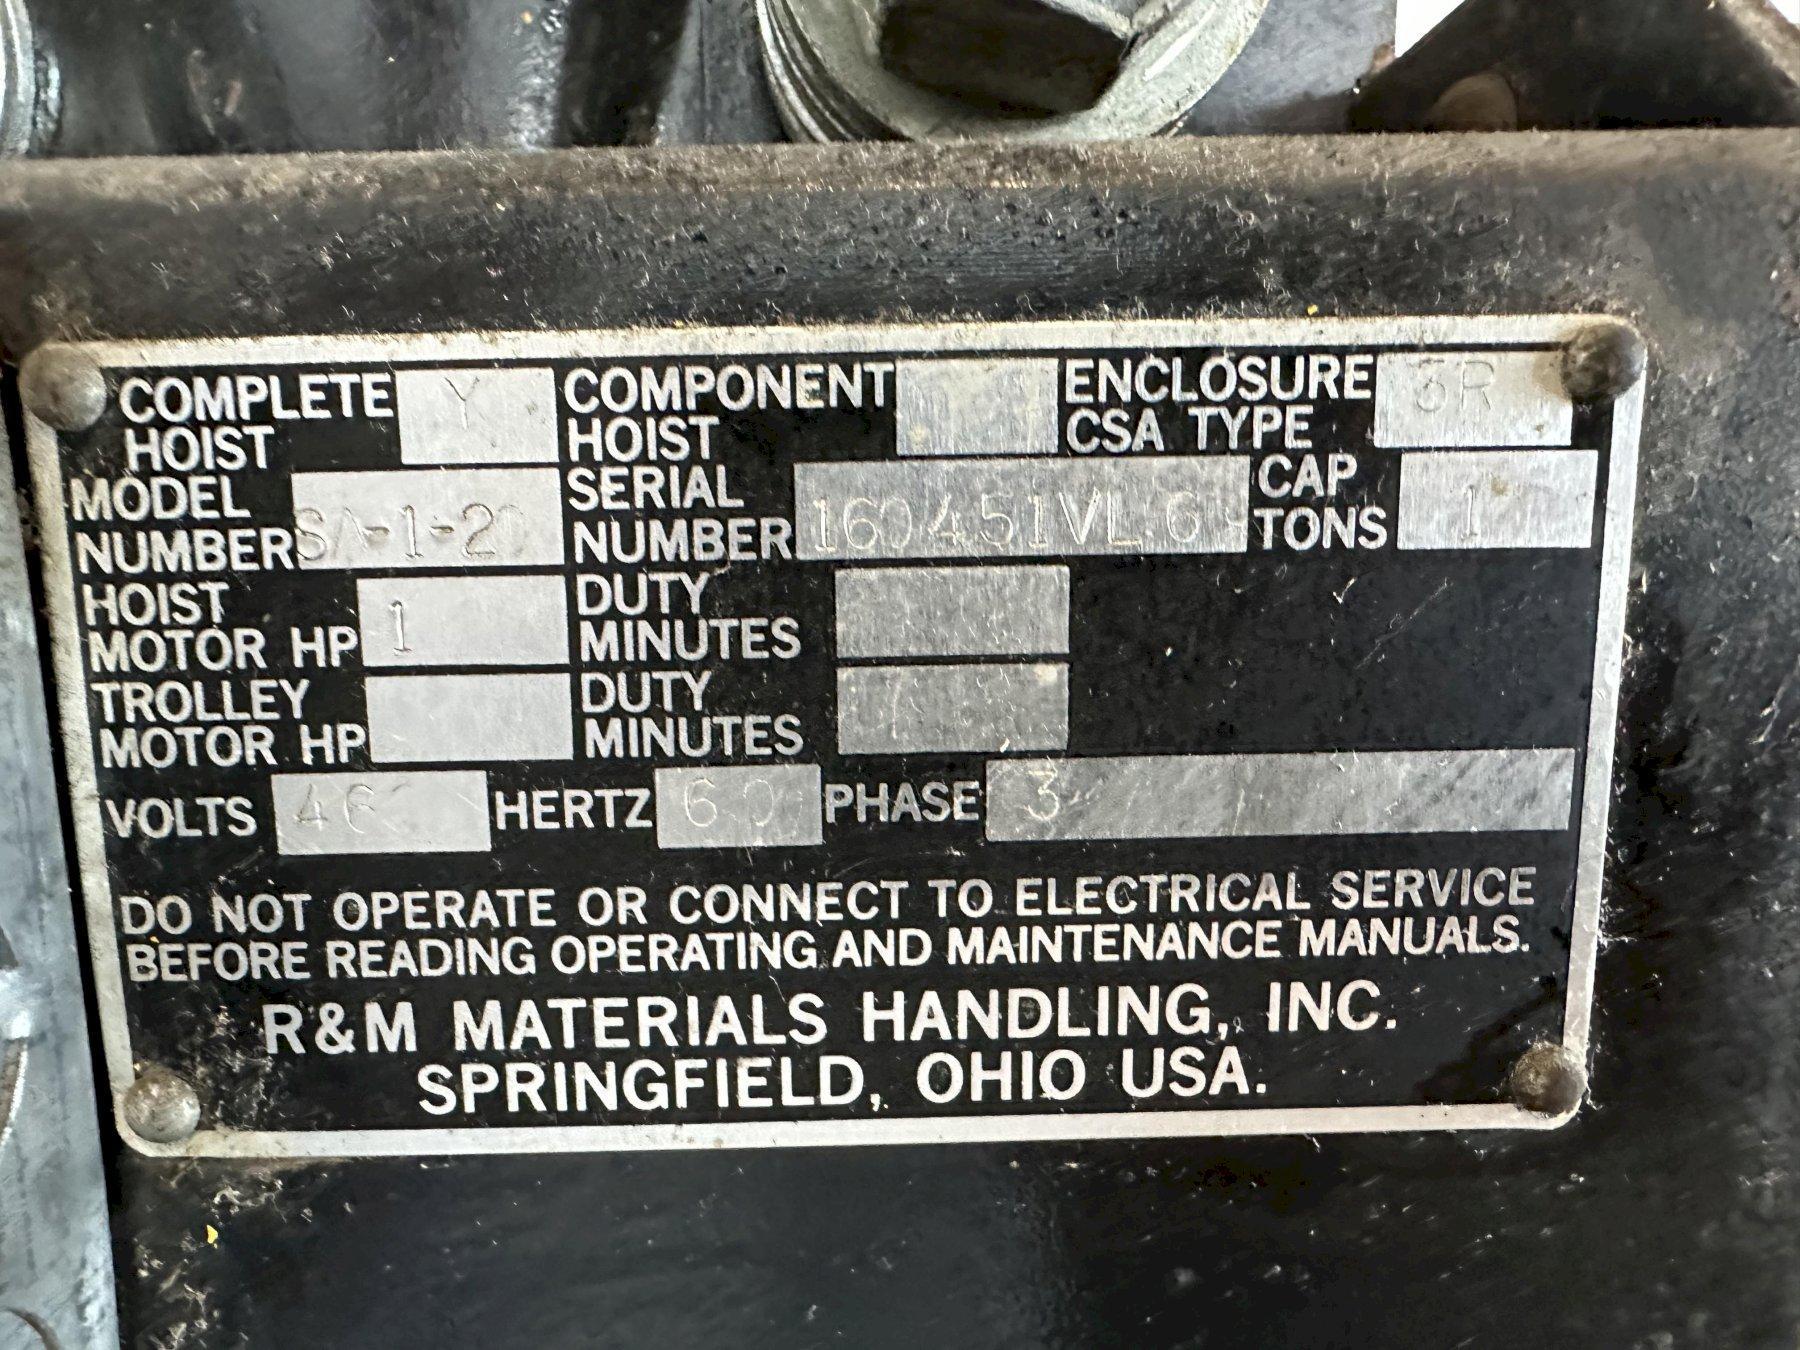 COMPLETE Y COMPONENT ENCLOSURE 3R
HOIST HOIST CSA TYPE
MODEL SERIAL CAP
NUMBER NUMBER TONS 1
HOIST DUTY
MOTOR HP 1 MINUTES
TROLLEY DUTY
MOTOR HP MINUTES
VOLTS HERTZ 60 PHASE 3
DO NOT OPERATE OR CONNECT TO ELECTRICAL SERVICE
BEFORE READING OPERATING AND MAINTENANCE MANUALS.
R&M MATERIALS HANDLING, INC.
SPRINGFIELD, OHIO USA.